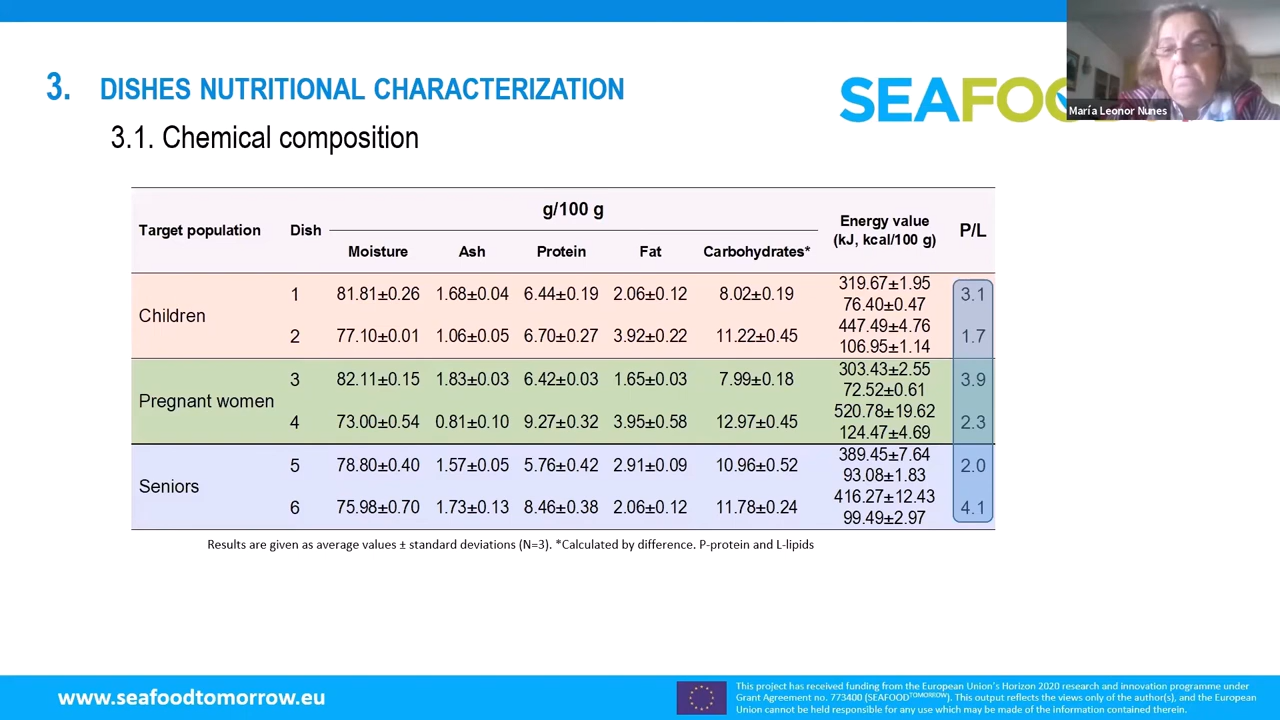 María Leonor Nunes
3. DISHES NUTRITIONAL CHARACTERIZATION
SEAFOO
3.1. Chemical composition
Target population Dish g/100 g Energy value (kJ, kcal/100 g) P/L
Moisture Ash Protein Fat Carbohydrates*
Children
1 81.81±0.26 1.68±0.04 6.44±0.19 2.06±0.12 8.02±0.19 319.67±1.95 76.40±0.47 3.1
2 77.10±0.01 1.06±0.05 6.70±0.27 3.92±0.22 11.22±0.45 447.49±4.76 106.95±1.14 1.7
Pregnant women
3 82.11±0.15 1.83±0.03 6.42±0.03 1.65±0.03 7.99±0.18 303.43±2.55 72.52±0.61 3.9
4 73.00±0.54 0.81±0.10 9.27±0.32 3.95±0.58 12.97±0.45 520.78±19.62 124.47±4.69 2.3
Seniors
5 78.80±0.40 1.57±0.05 5.76±0.42 2.91±0.09 10.96±0.52 389.45±7.64 93.08±1.83 2.0
6 75.98±0.70 1.73±0.13 8.46±0.38 2.06±0.12 11.78±0.24 416.27±12.43 99.49±2.97 4.1
Results are given as average values ± standard deviations (N=3). *Calculated by difference. P-protein and L-lipids
www.seafoodtomorrow.eu
This project has received funding from the European Union's Horizon 2020 research and innovation programme under
Grant Agreement no. 773400 (SEAFOODTOMORROW). This output reflects the views only of the author(s), and the European
Union cannot be held responsible for any use which may be made of the information contained therein.